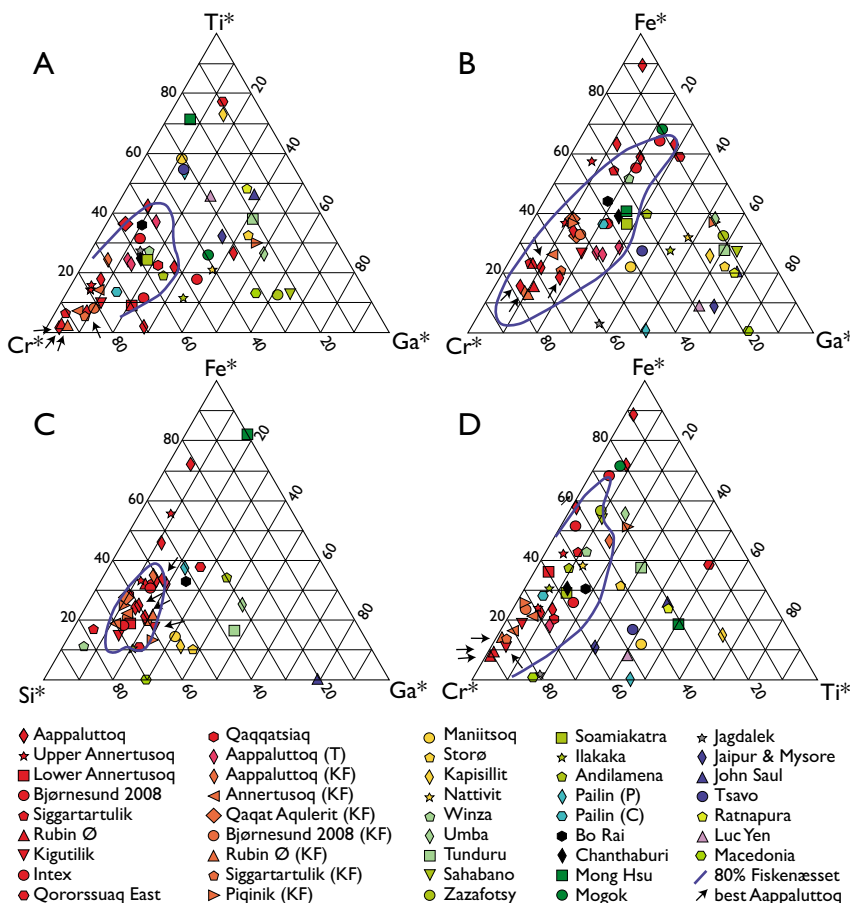 Ti*
Fe*
A
B
20
20
80
80
40
40
60
60
60
60
40
40
80
80
20
20
Cr*
80
60
40
20
Ga*
Cr*
80
60
40
20
Ga*
Fe*
Fe*
C
D
20
20
80
80
40
40
60
60
60
60
40
40
80
80
20
20
Si*
80
60
40
20
Ga*
Cr*
80
60
40
20
Ti*
Aappaluttoq
Upper Annertusoq
Lower Annertusoq
Bjørnesund 2008
Siggartartulik
Rubin Ø
Kigutilik
Intex
Qororssuaq East
Qaqqatsiaq
Aappaluttoq (T)
Aappaluttoq (KF)
Annertusoq (KF)
Qaqat Aqulerit (KF)
Bjørnesund 2008 (KF)
Rubin Ø (KF)
Siggartartulik (KF)
Piqinik (KF)
Maniitsoq
Storø
Kapisillit
Nattivit
Winza
Umba
Tunduru
Sahabano
Zazafotsy
Soamiakatra
Ilakaka
Andilamena
Pailin (P)
Pailin (C)
Bo Rai
Chanthaburi
Mong Hsu
Mogok
Jagdalek
Jaipur & Mysore
John Saul
Tsavo
Ratnapura
Luc Yen
Macedonia
80% Fiskenæsset
best Aappaluttoq